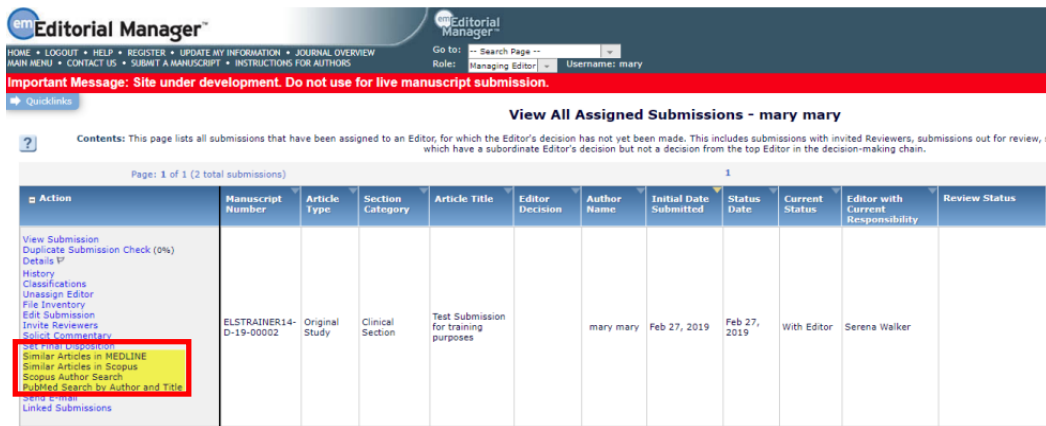 em Editorial Manager™
em Editorial Manager™
HOME • LOGOUT • HELP • REGISTER • UPDATE MY INFORMATION • JOURNAL OVERVIEW
MAIN MENU • CONTACT US • SUBMIT A MANUSCRIPT • INSTRUCTIONS FOR AUTHORS
Go to: -- Search Page --
Role: Managing Editor Username: mary
Important Message: Site under development. Do not use for live manuscript submission.
Quicklinks
View All Assigned Submissions - mary mary
?
Contents: This page lists all submissions that have been assigned to an Editor, for which the Editor's decision has not yet been made. This includes submissions with invited Reviewers, submissions out for review,
which have a subordinate Editor's decision but not a decision from the top Editor in the decision-making chain.
Page: 1 of 1 (2 total submissions) 1
Action
Manuscript Number
Article Type
Section Category
Article Title
Editor Decision
Author Name
Initial Date Submitted
Status Date
Current Status
Editor with Current Responsibility
Review Status
View Submission
Duplicate Submission Check (0%)
Details
History
Classifications
Unassign Editor
File Inventory
Edit Submission
Invite Reviewers
Solicit Commentary
Set Final Disposition
Similar Articles in MEDLINE
Similar Articles in Scopus
Scopus Author Search
PubMed Search by Author and Title
Send E-mail
Linked Submissions
ELSTRAINER14-
D-19-00002
Original
Study
Clinical
Section
Test Submission
for training
purposes
mary mary
Feb 27, 2019
Feb 27,
2019
With Editor
Serena Walker